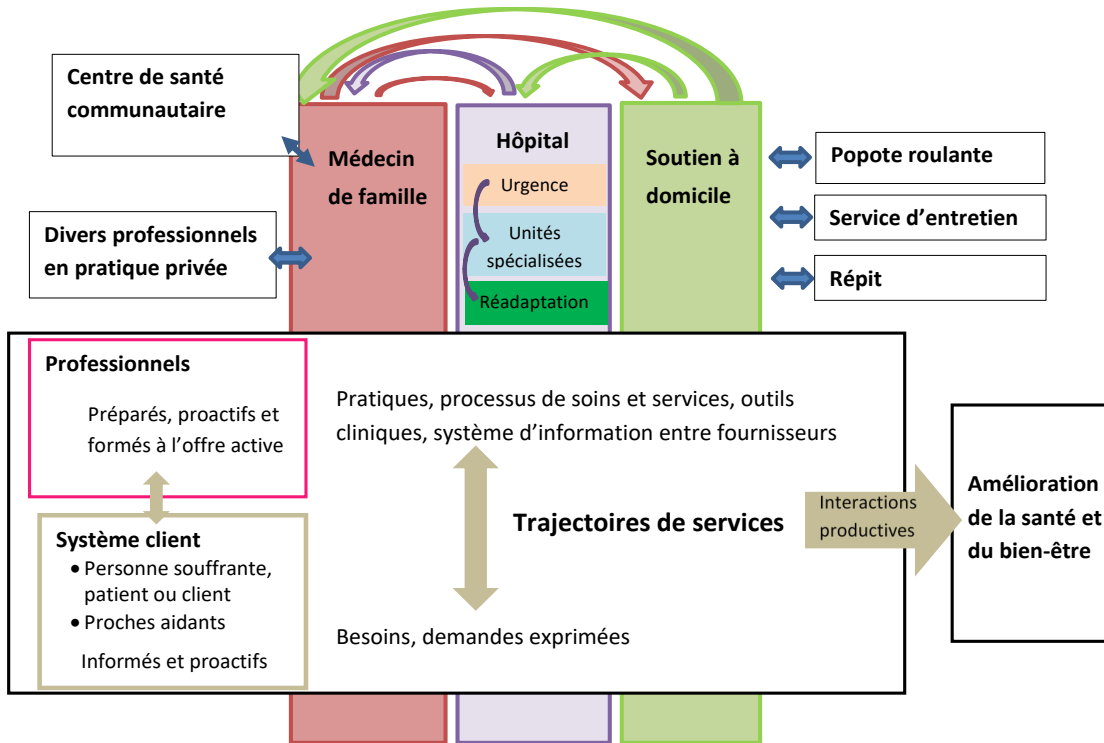 Centre de santé
communautaire
Divers professionnels
en pratique privée
Médecin
de famille
Hôpital
Urgence
Unités
spécialisées
Réadaptation
Soutien à
domicile
Popote roulante
Service d’entretien
Répit
Professionnels
Préparés, proactifs et
formés à l’offre active
Système client
• Personne souffrante,
patient ou client
• Proches aidants
Informés et proactifs
Pratiques, processus de soins et services, outils
cliniques, système d’information entre fournisseurs
Trajectoires de services
Besoins, demandes exprimées
Interactions
productives
Amélioration
de la santé et
du bien-être